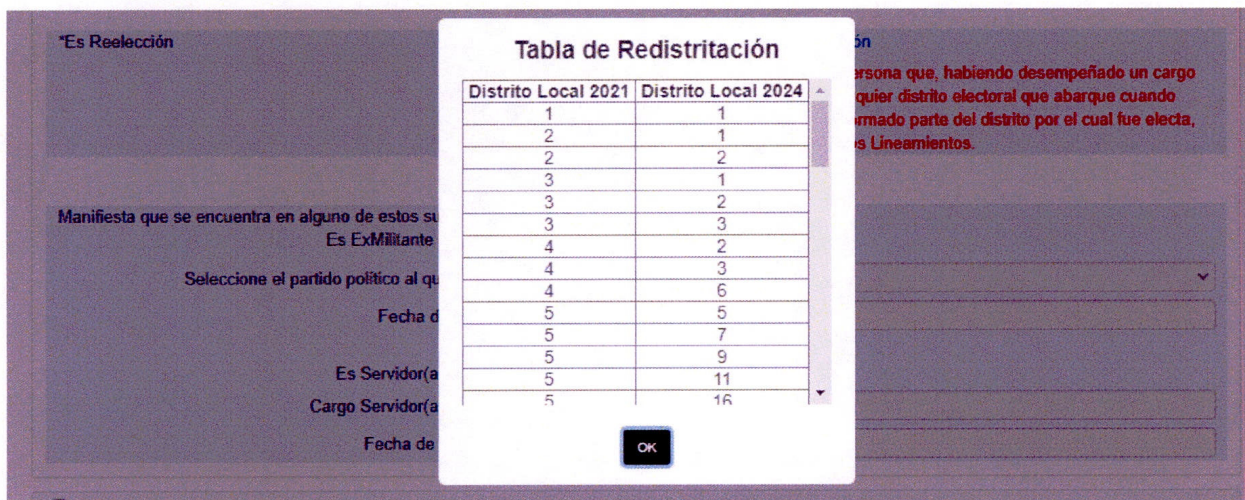 *Es Reelección
ón
ersona que, habiendo desempeñado un cargo
quier distrito electoral que abarque cuando
ormado parte del distrito por el cual fue electa,
s Lineamientos.
Tabla de Redistritación
Distrito Local 2021 Distrito Local 2024
1 1
2 1
2 2
3 1
3 2
3 3
4 2
4 3
4 6
5 5
5 7
5 9
5 11
5 16
OK
Manifiesta que se encuentra en alguno de estos su
Es ExMilitante
Seleccione el partido político al qu
Fecha d
Es Servidor(a
Cargo Servidor(a
Fecha de